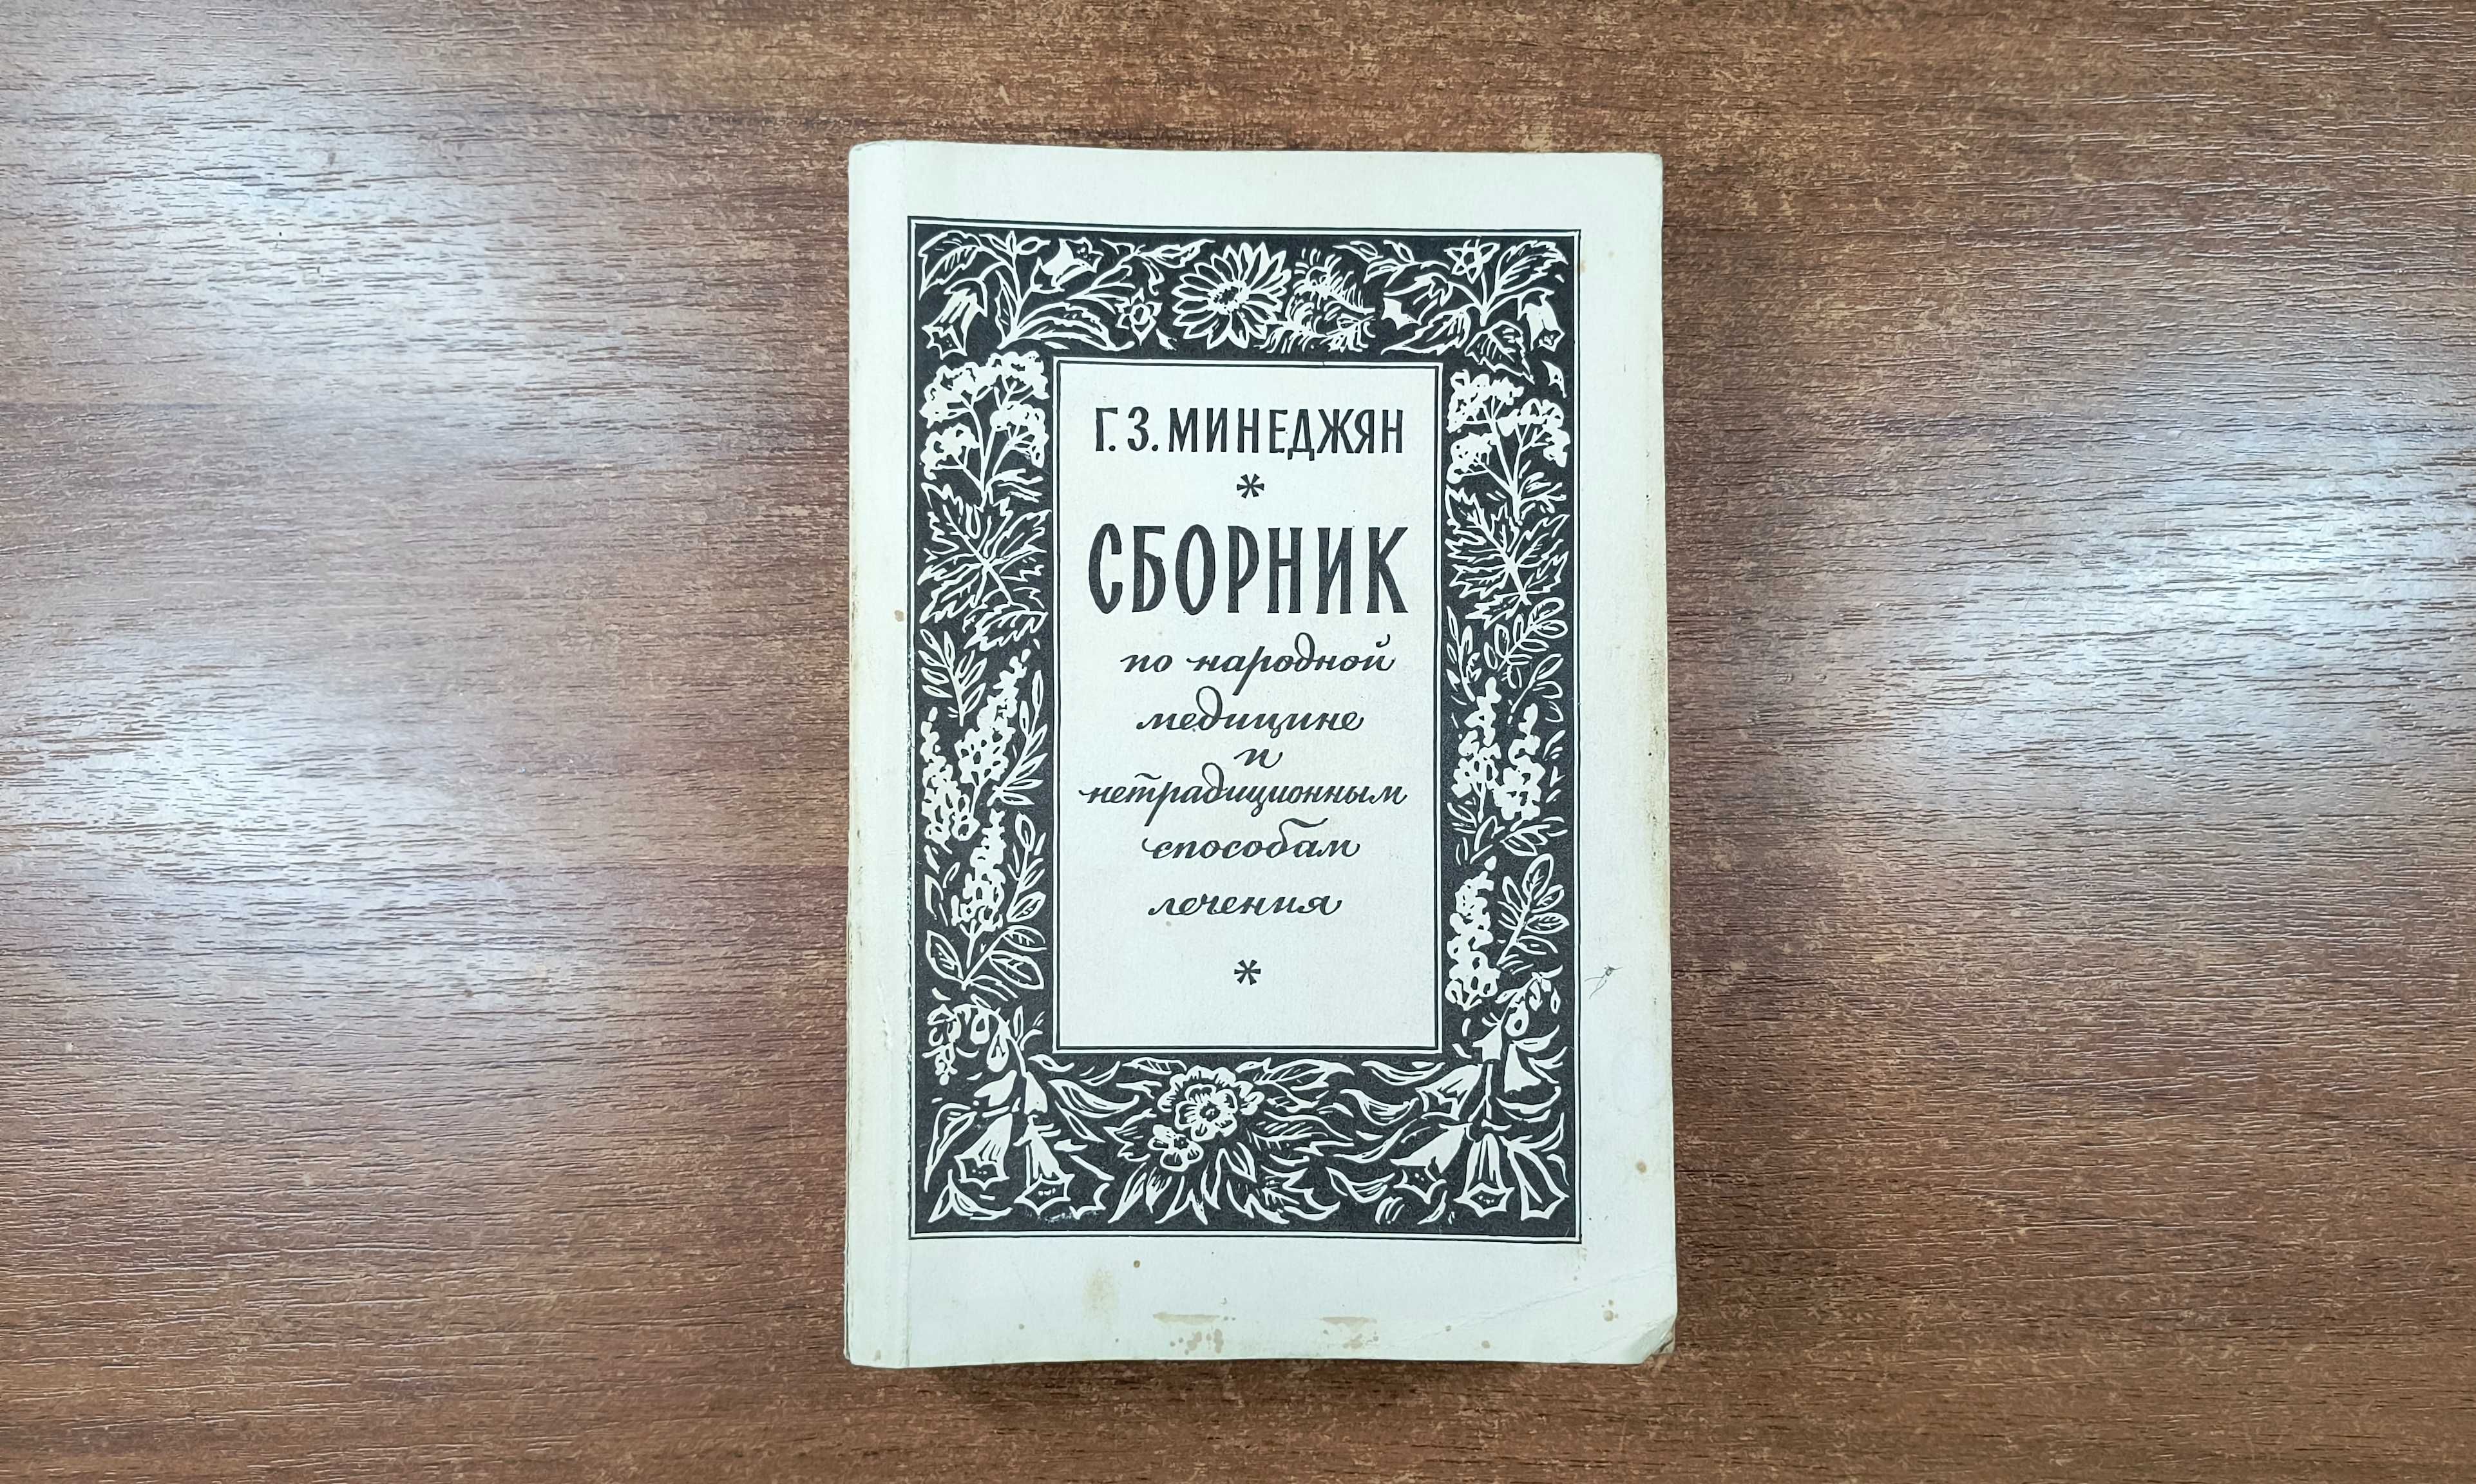 Г. З. МИНЕДЖЯН
*
СБОРНИК
по народной
медицине
и
нетрадиционным
способам
лечения
*